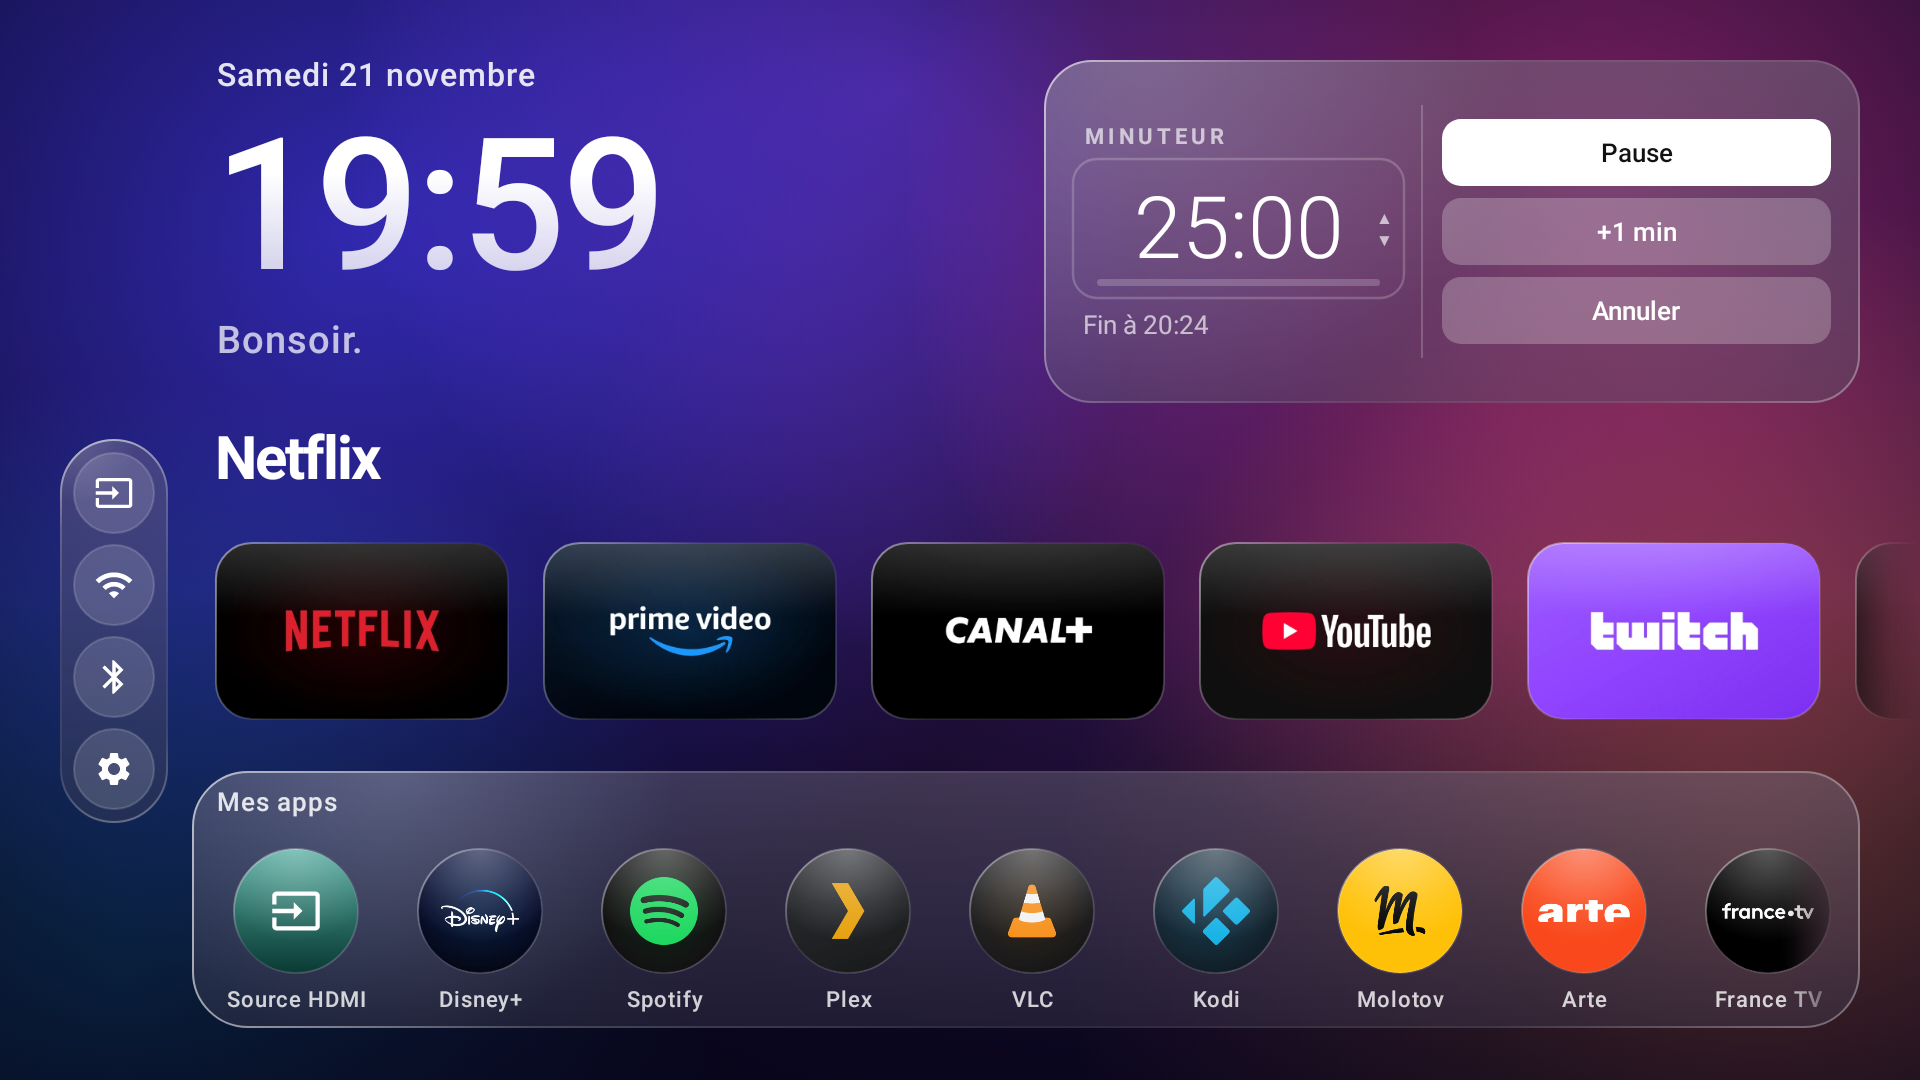 Samedi 21 novembre
19:59
Bonsoir.
MINUTEUR
25:00
Fin à 20:24
Pause
+1 min
Annuler
Netflix
NETFLIX
prime video
CANAL+
YouTube
twitch
Mes apps
Disney+
M.
arte
france•tv
Source HDMI
Disney+
Spotify
Plex
VLC
Kodi
Molotov
Arte
France TV